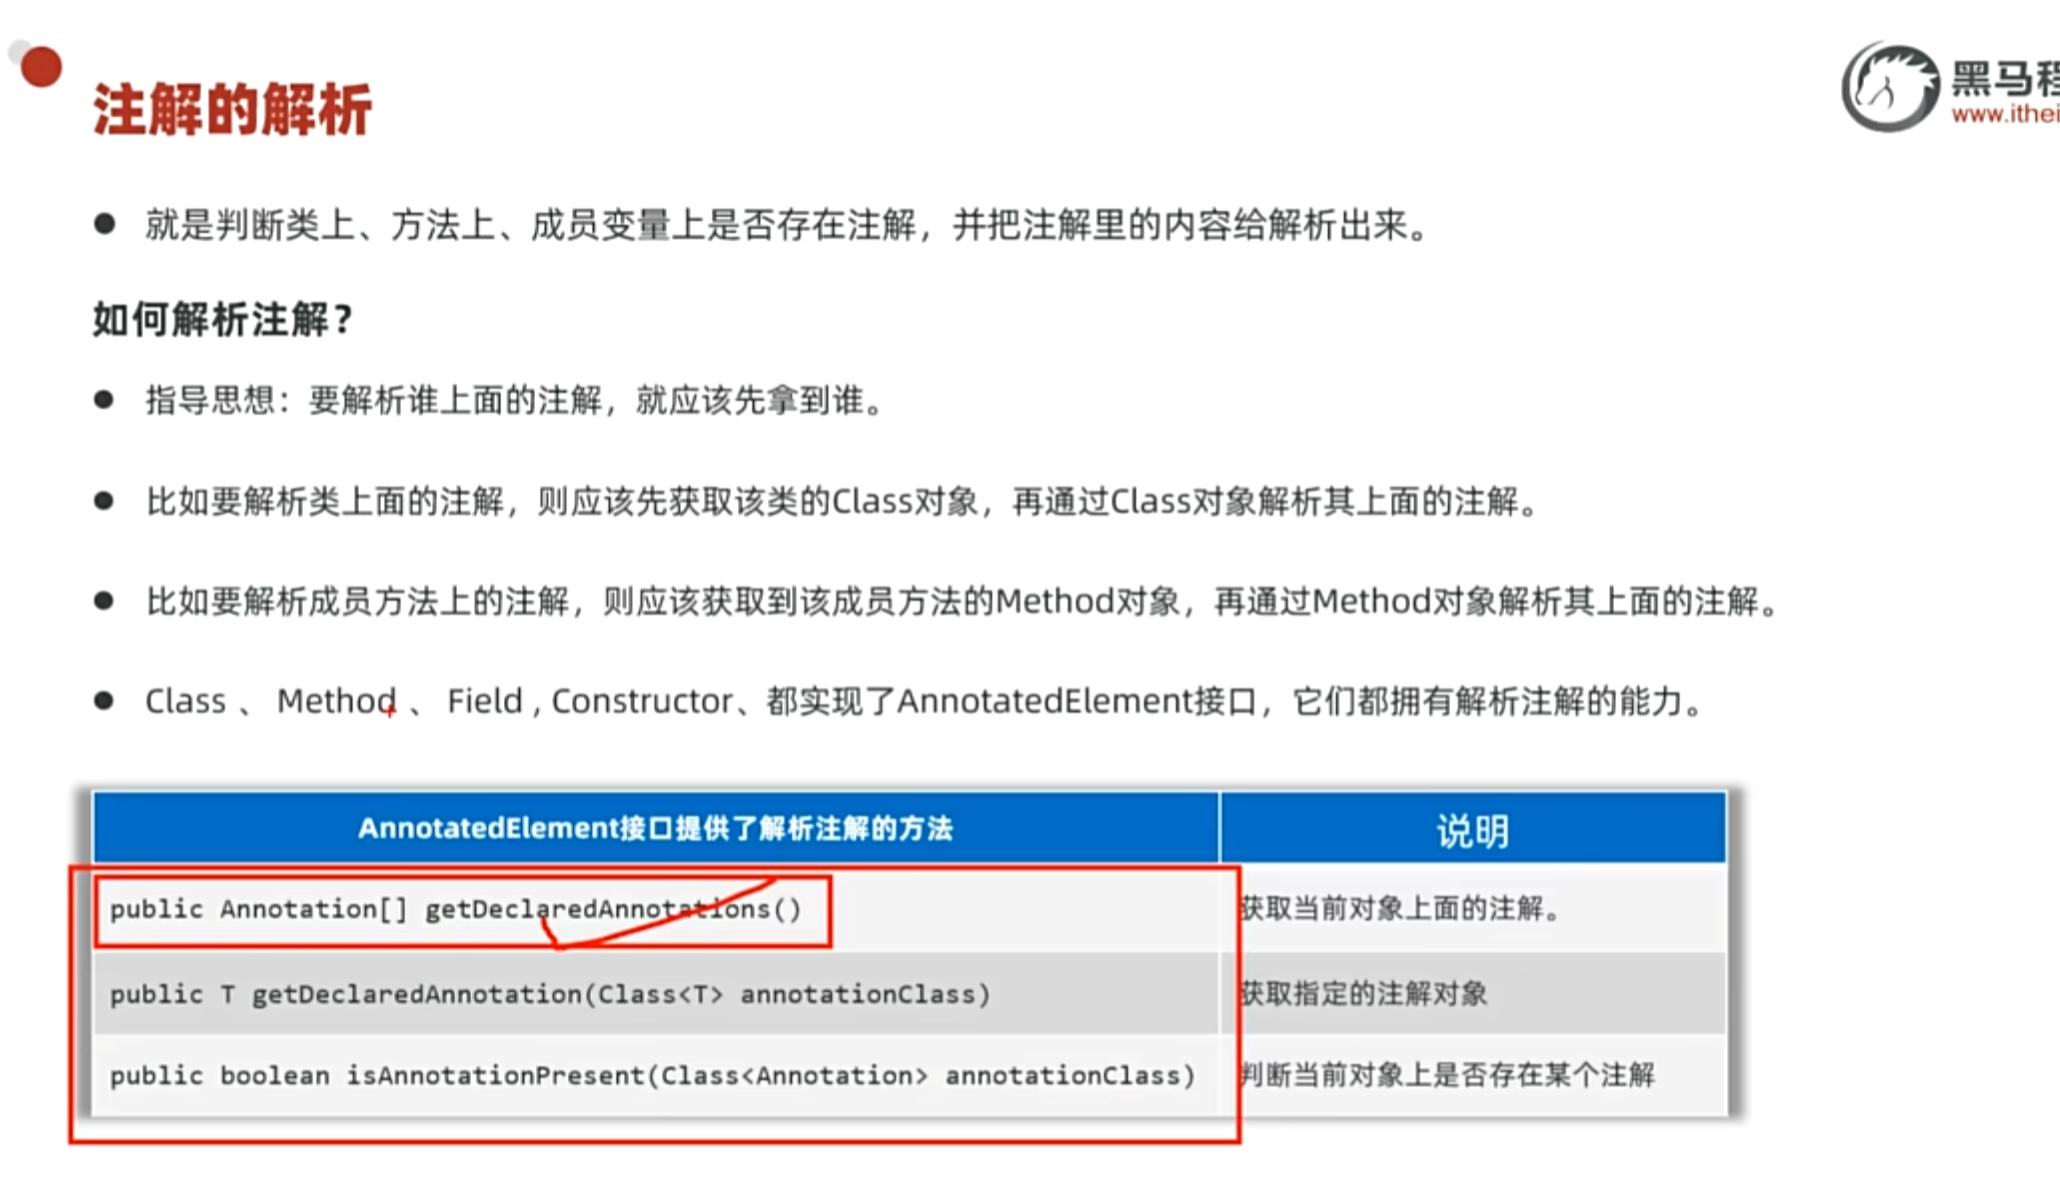 注解的解析
黑马程
www.ithei
就是判断类上、方法上、成员变量上是否存在注解，并把注解里的内容给解析出来。
如何解析注解？
指导思想：要解析谁上面的注解，就应该先拿到谁。
比如要解析类上面的注解，则应该先获取该类的Class对象，再通过Class对象解析其上面的注解。
比如要解析成员方法上的注解，则应该获取到该成员方法的Method对象，再通过Method对象解析其上面的注解。
Class 、 Method 、 Field , Constructor、都实现了AnnotatedElement接口，它们都拥有解析注解的能力。
AnnotatedElement接口提供了解析注解的方法 说明
public Annotation[] getDeclaredAnnotations() 获取当前对象上面的注解。
public T getDeclaredAnnotation(Class<T> annotationClass) 获取指定的注解对象
public boolean isAnnotationPresent(Class<Annotation> annotationClass) 判断当前对象上是否存在某个注解